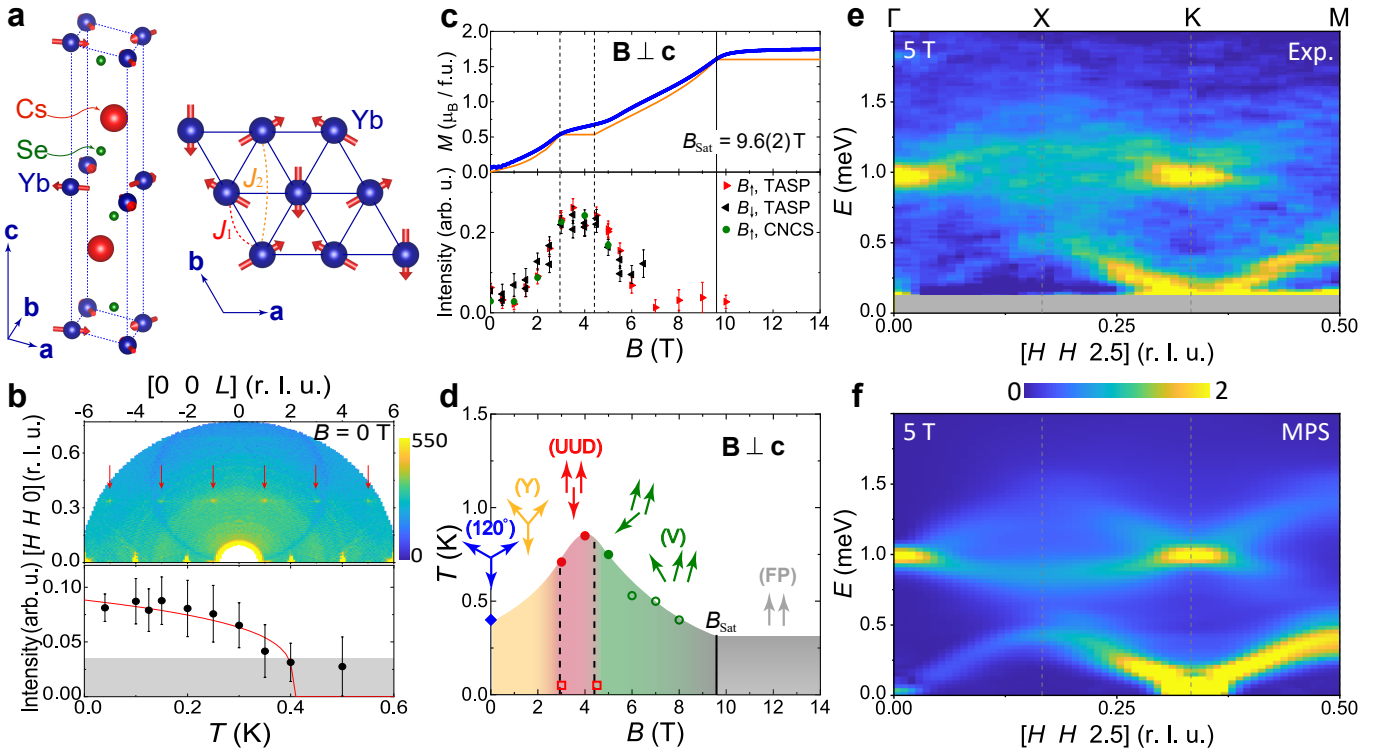 a
Cs
Se
Yb
c
b
a
Yb
J₂
J₁
b
a
b
[0 0 L] (r. l. u.)
-6 -4 -2 0 2 4 6
B = 0 T
550
0
[H H 0] (r. l. u.)
0.6
0.3
0.0
Intensity (arb. u.)
0.10
0.05
0.00
0.0 0.2 0.4 0.6
T (K)
c
B ⊥ c
M (μB / f.u.)
2.0
1.5
1.0
0.5
0.0
BSat = 9.6(2) T
B↑, TASP
B↓, TASP
B↑, CNCS
Intensity (arb. u.)
0.2
0.0
0 2 4 6 8 10 12 14
B (T)
d
B ⊥ c
T (K)
1.5
1.0
0.5
0.0
(120°)
(Y)
(UUD)
(V)
(FP)
BSat
0 2 4 6 8 10 12 14
B (T)
e
Γ X K M
5 T
Exp.
E (meV)
1.5
1.0
0.5
0.0
0.00 0.25 0.50
[H H 2.5] (r. l. u.)
f
0 2
5 T
MPS
E (meV)
1.5
1.0
0.5
0.0
0.00 0.25 0.50
[H H 2.5] (r. l. u.)